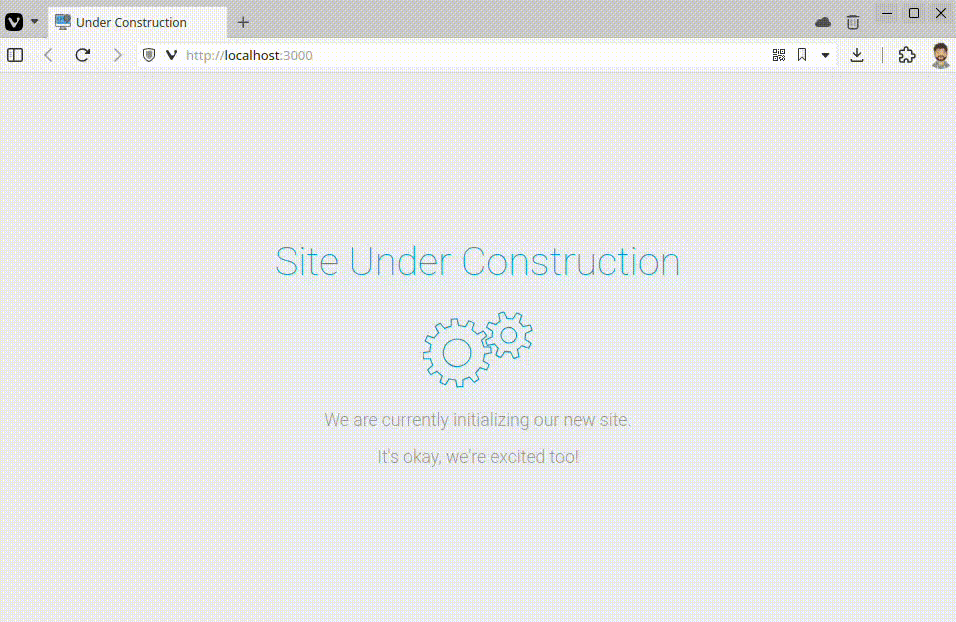 Under Construction
http://localhost:3000
Site Under Construction
We are currently initializing our new site.
It's okay, we're excited too!